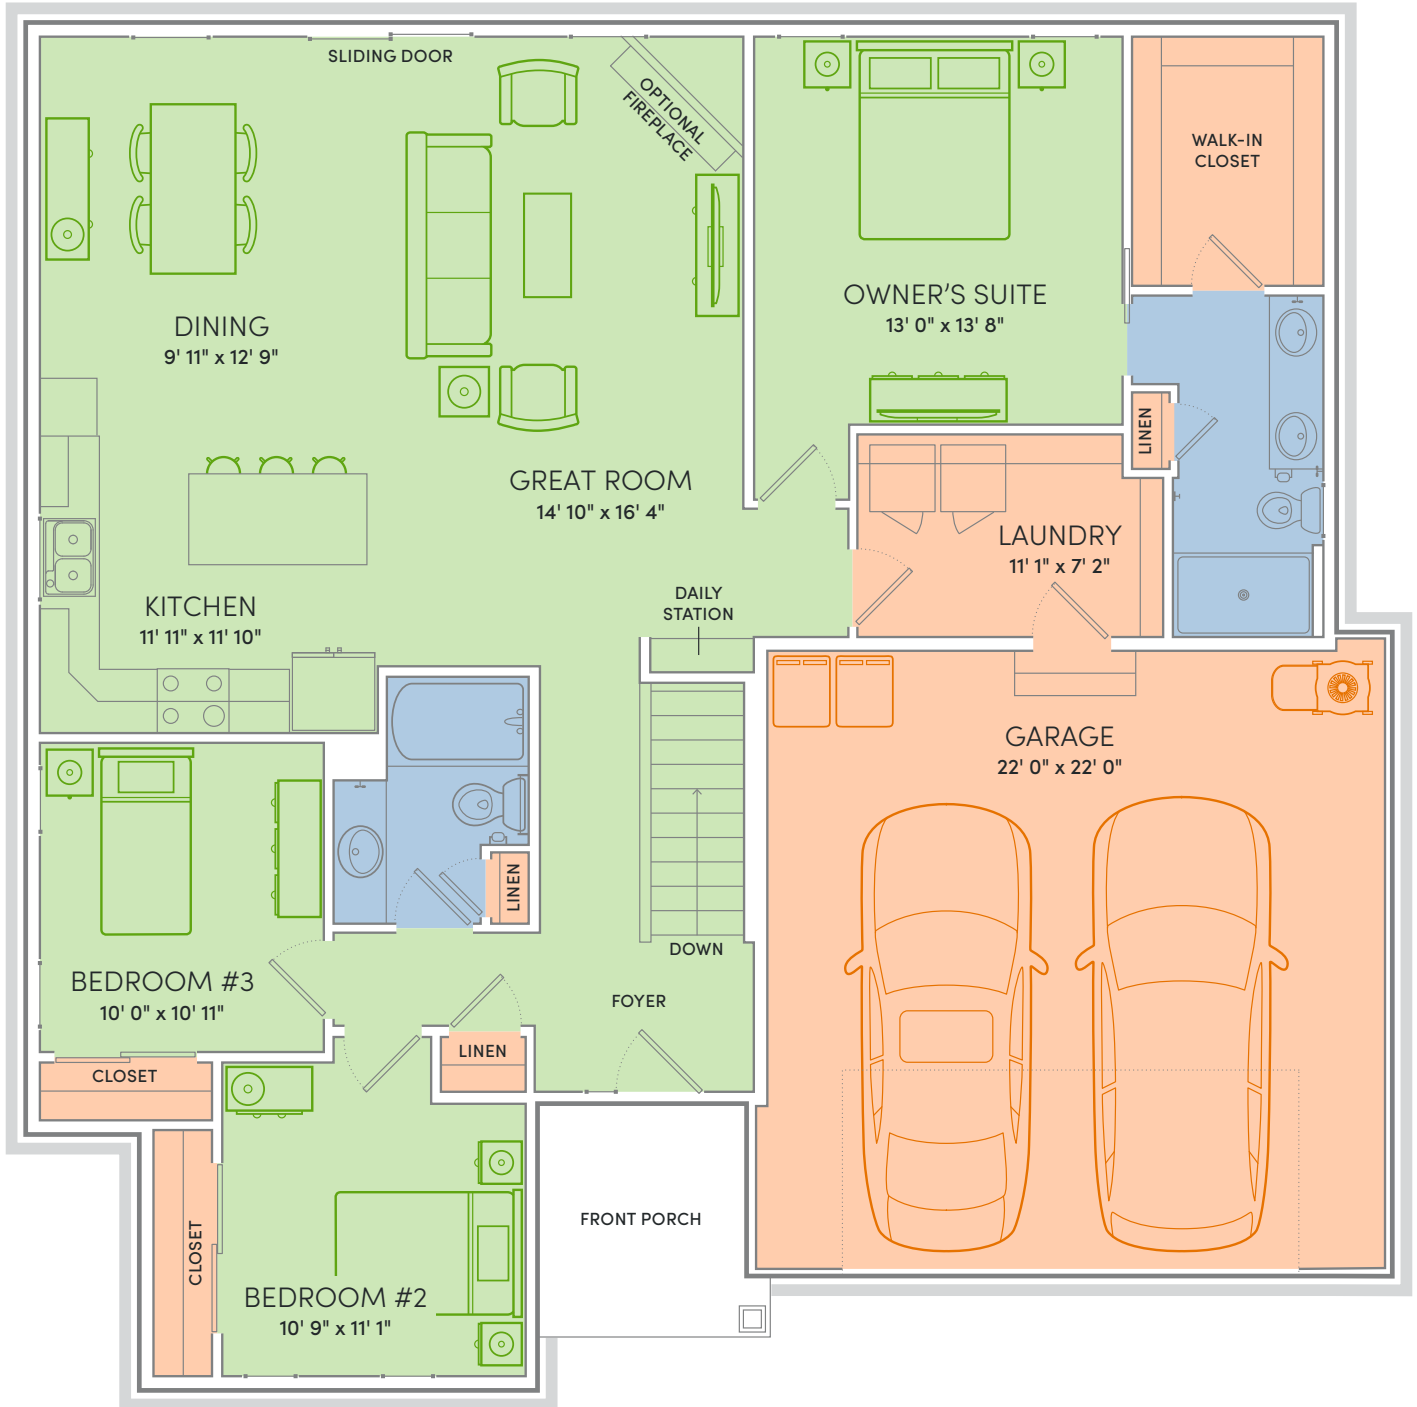 SLIDING DOOR
OPTIONAL
FIREPLACE
WALK-IN
CLOSET
OWNER’S SUITE
13' 0" x 13' 8"
DINING
9' 11" x 12' 9"
LINEN
GREAT ROOM
14' 10" x 16' 4"
LAUNDRY
11' 1" x 7' 2"
DAILY
STATION
KITCHEN
11' 11" x 11' 10"
GARAGE
22' 0" x 22' 0"
LINEN
DOWN
BEDROOM #3
10' 0" x 10' 11"
FOYER
LINEN
CLOSET
CLOSET
FRONT PORCH
BEDROOM #2
10' 9" x 11' 1"